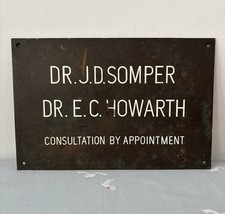 DR. J.D. SOMPER
DR. E.C. HOWARTH
CONSULTATION BY APPOINTMENT